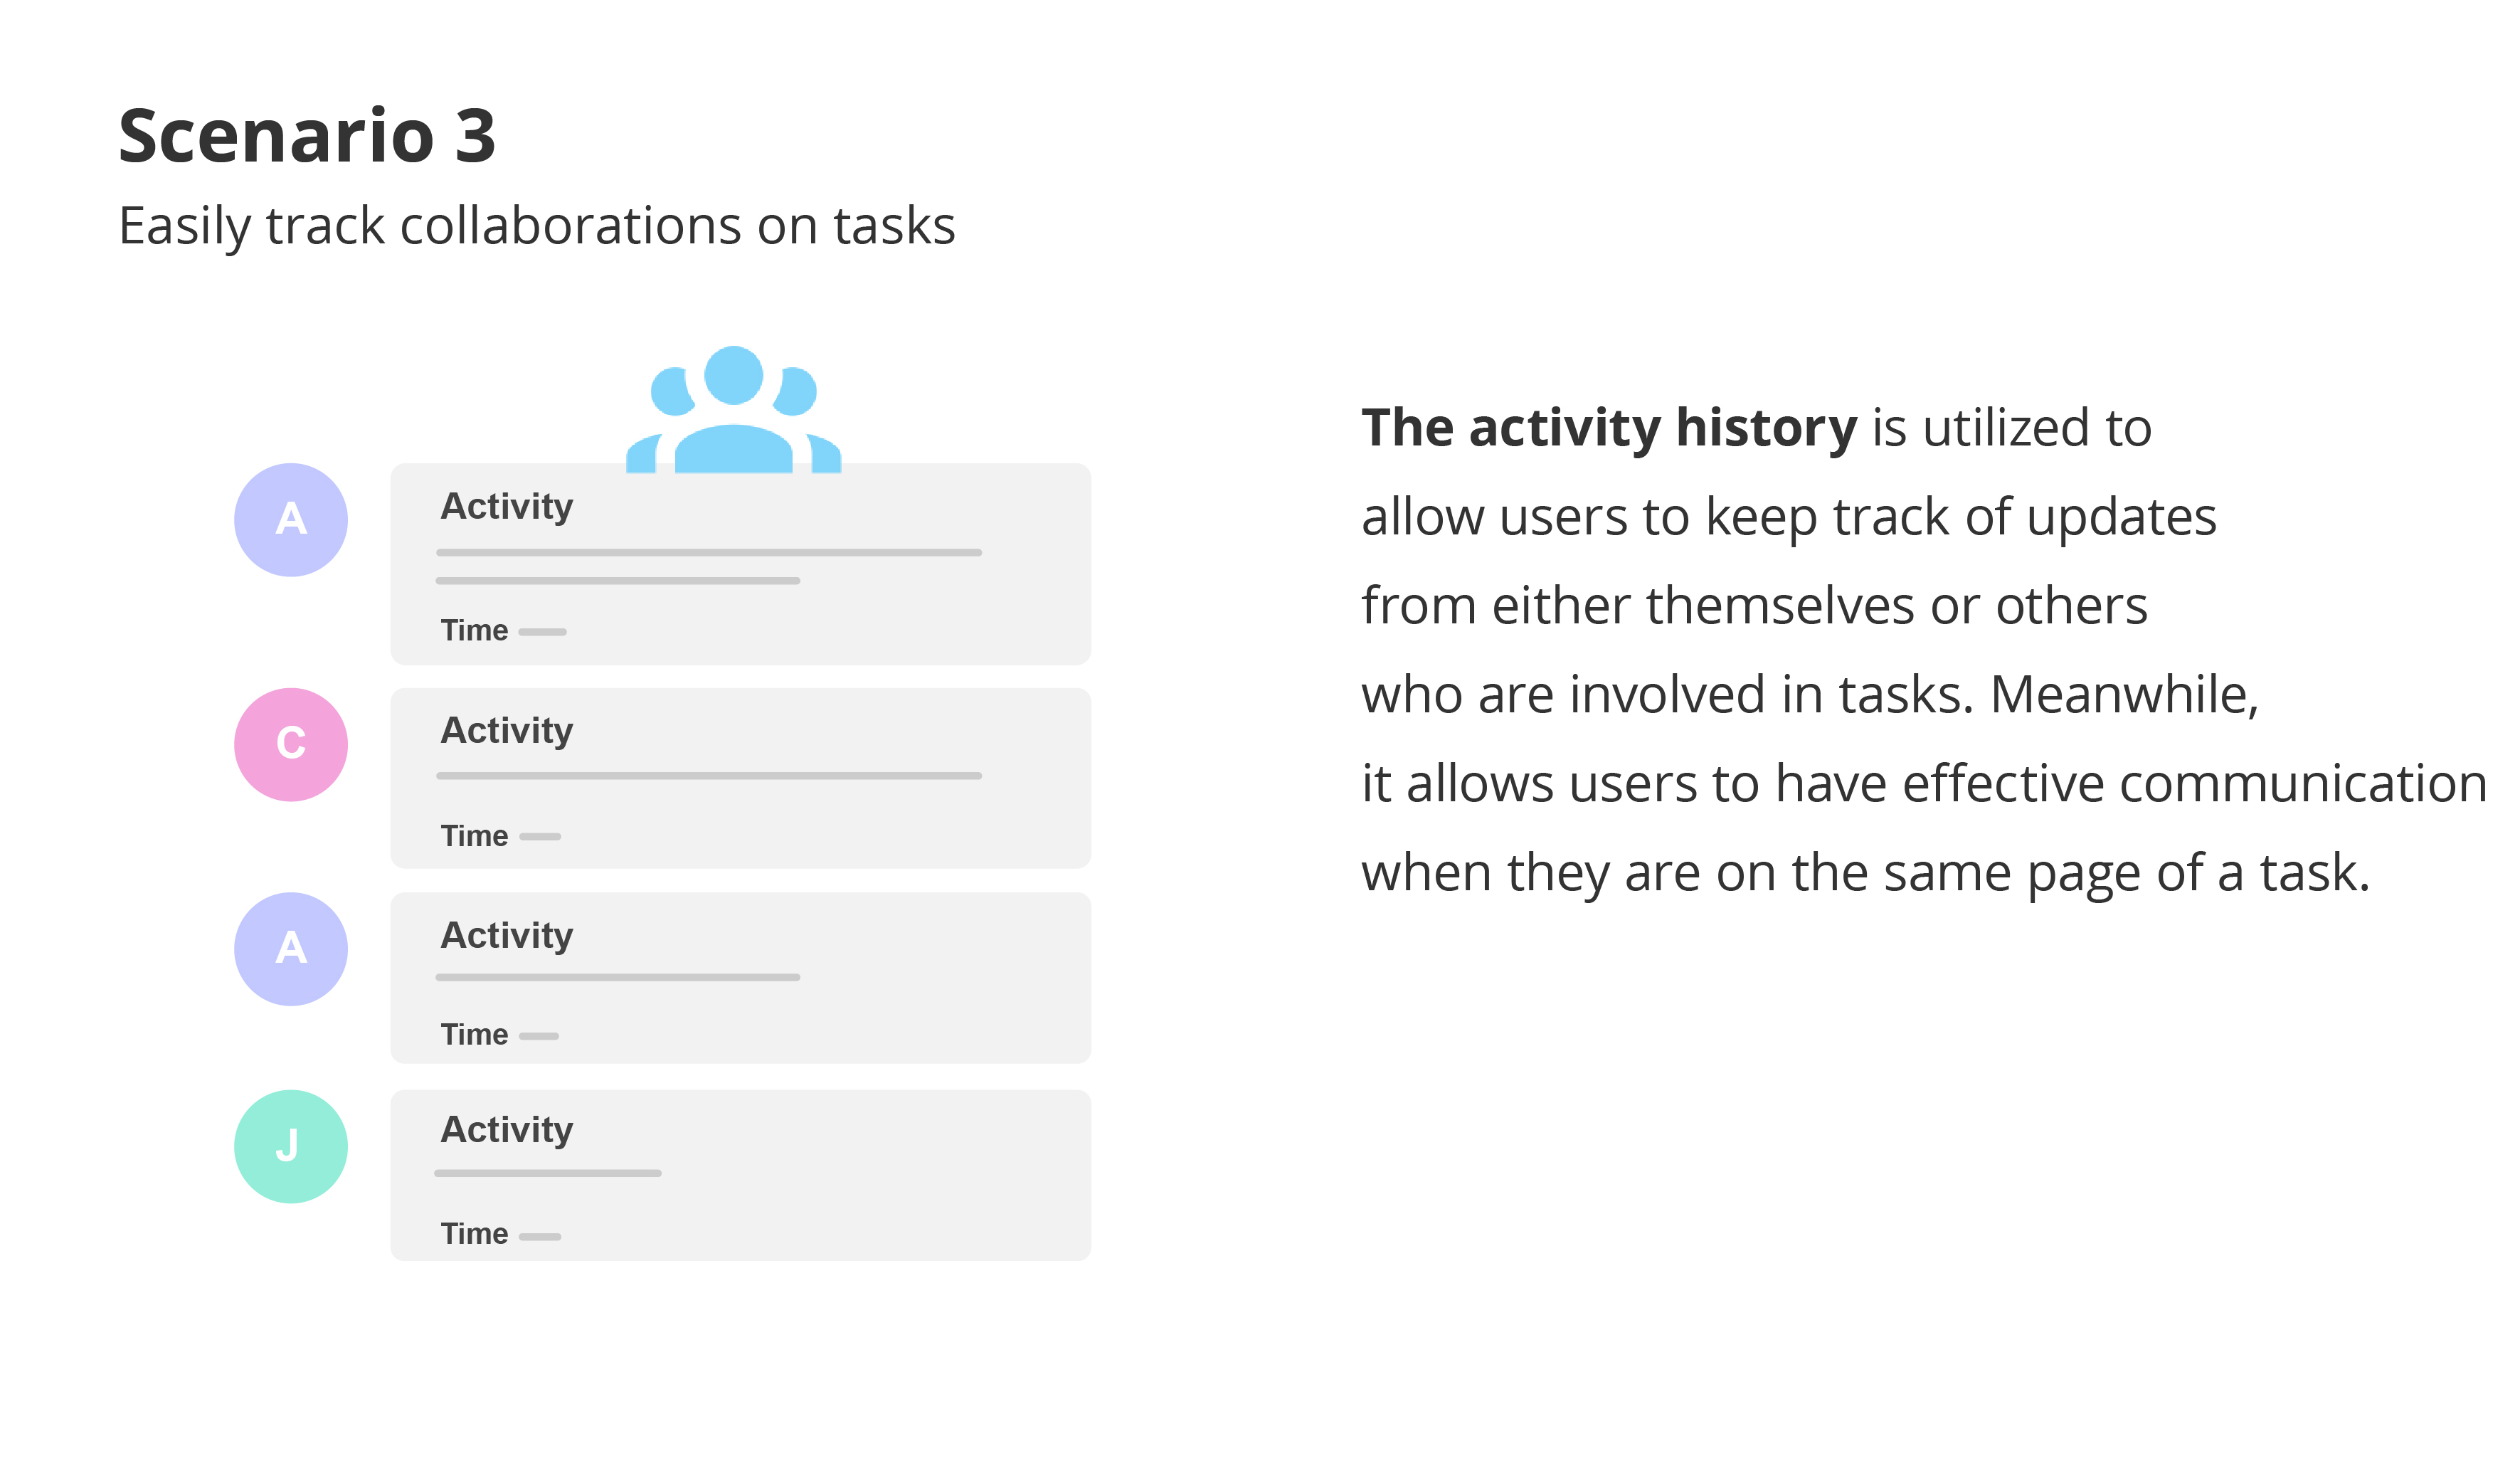 Scenario 3
Easily track collaborations on tasks
A
Activity
Time
C
Activity
Time
A
Activity
Time
J
Activity
Time
The activity history is utilized to
allow users to keep track of updates
from either themselves or others
who are involved in tasks. Meanwhile,
it allows users to have effective communication
when they are on the same page of a task.